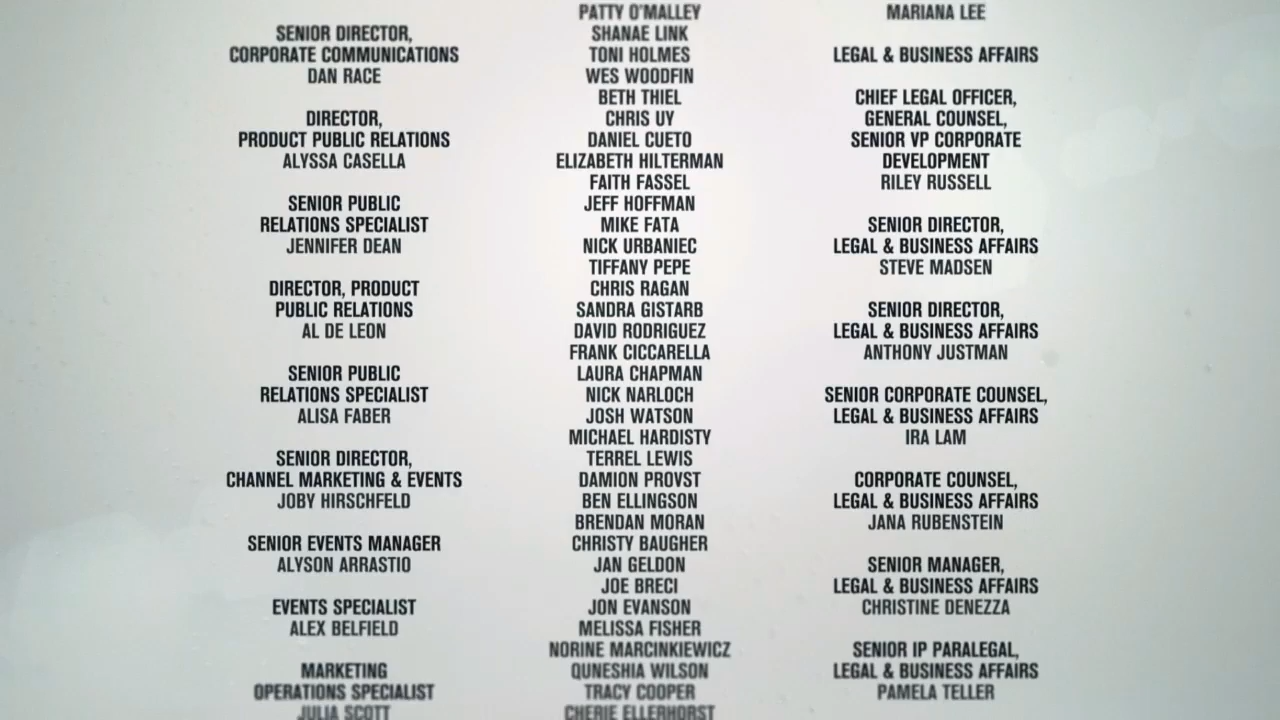 SENIOR DIRECTOR,
CORPORATE COMMUNICATIONS
DAN RACE
DIRECTOR,
PRODUCT PUBLIC RELATIONS
ALYSSA CASELLA
SENIOR PUBLIC
RELATIONS SPECIALIST
JENNIFER DEAN
DIRECTOR, PRODUCT
PUBLIC RELATIONS
AL DE LEON
SENIOR PUBLIC
RELATIONS SPECIALIST
ALISA FABER
SENIOR DIRECTOR,
CHANNEL MARKETING & EVENTS
JOBY HIRSCHFELD
SENIOR EVENTS MANAGER
ALYSON ARRASTIO
EVENTS SPECIALIST
ALEX BELFIELD
MARKETING
OPERATIONS SPECIALIST
JULIA SCOTT
PATTY O'MALLEY
SHANAE LINK
TONI HOLMES
WES WOODFIN
BETH THIEL
CHRIS UY
DANIEL CUETO
ELIZABETH HILTERMAN
FAITH FASSEL
JEFF HOFFMAN
MIKE FATA
NICK URBANIEC
TIFFANY PEPE
CHRIS RAGAN
SANDRA GISTARB
DAVID RODRIGUEZ
FRANK CICCARELLA
LAURA CHAPMAN
NICK NARLOCH
JOSH WATSON
MICHAEL HARDISTY
TERREL LEWIS
DAMION PROVST
BEN ELLINGSON
BRENDAN MORAN
CHRISTY BAUGHER
JAN GELDON
JOE BRECI
JON EVANSON
MELISSA FISHER
NORINE MARCINKIEWICZ
QUNESHIA WILSON
TRACY COOPER
CHERIE ELLERHORST
MARIANA LEE
LEGAL & BUSINESS AFFAIRS
CHIEF LEGAL OFFICER,
GENERAL COUNSEL,
SENIOR VP CORPORATE
DEVELOPMENT
RILEY RUSSELL
SENIOR DIRECTOR,
LEGAL & BUSINESS AFFAIRS
STEVE MADSEN
SENIOR DIRECTOR,
LEGAL & BUSINESS AFFAIRS
ANTHONY JUSTMAN
SENIOR CORPORATE COUNSEL,
LEGAL & BUSINESS AFFAIRS
IRA LAM
CORPORATE COUNSEL,
LEGAL & BUSINESS AFFAIRS
JANA RUBENSTEIN
SENIOR MANAGER,
LEGAL & BUSINESS AFFAIRS
CHRISTINE DENEZZA
SENIOR IP PARALEGAL,
LEGAL & BUSINESS AFFAIRS
PAMELA TELLER